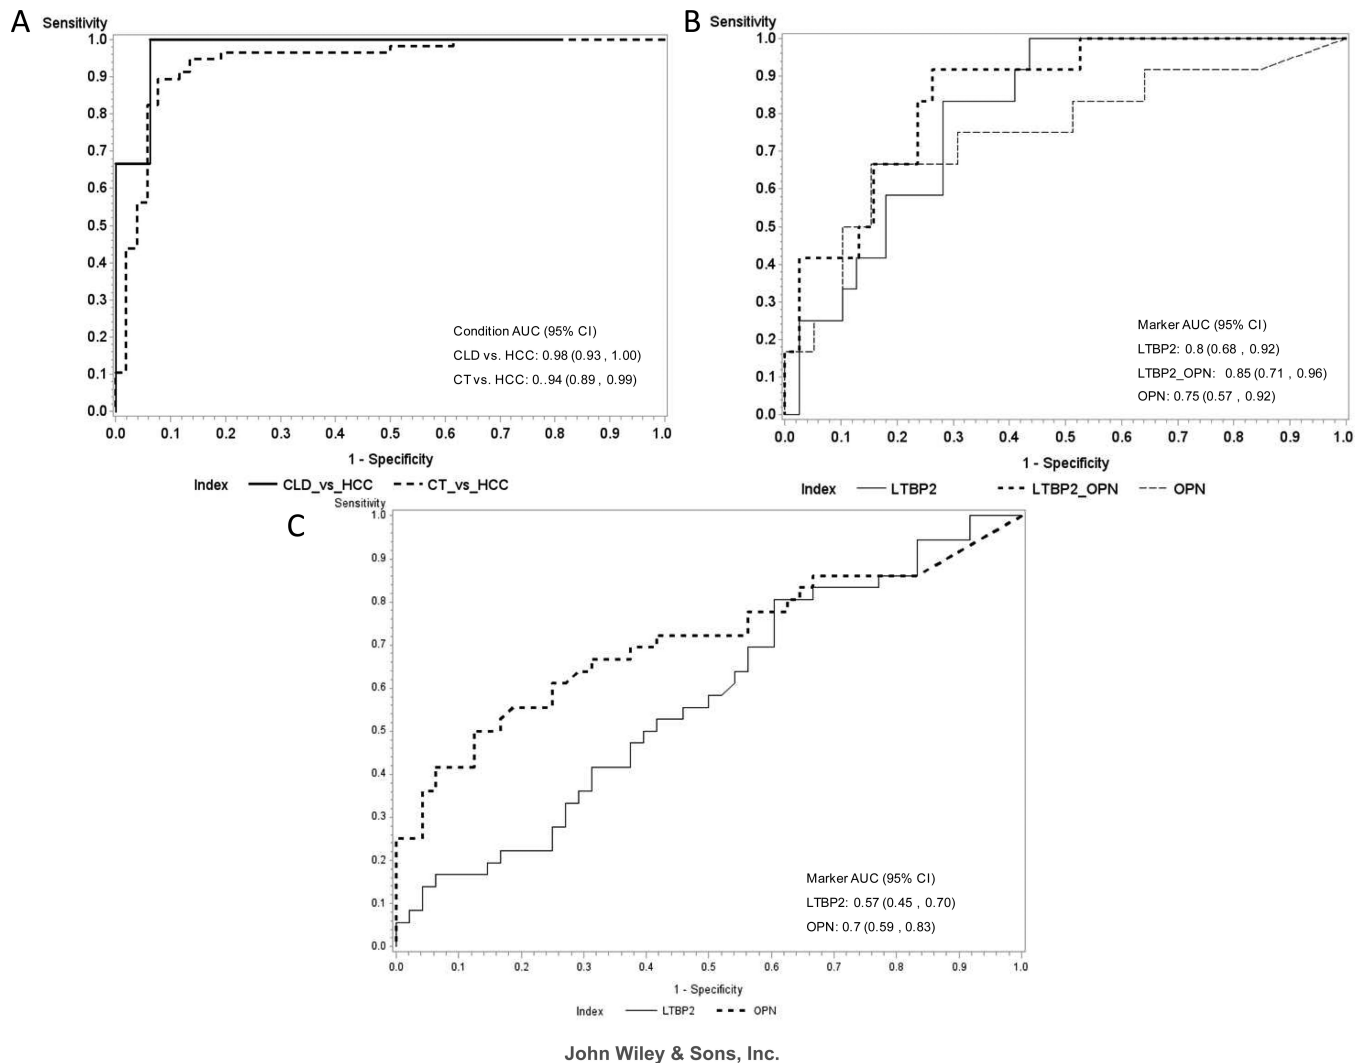 A
Sensitivity
1.0
0.9
0.8
0.7
0.6
0.5
0.4
0.3
0.2
0.1
0.0
0.0 0.1 0.2 0.3 0.4 0.5 0.6 0.7 0.8 0.9 1.0
1 - Specificity
Condition AUC (95% CI)
CLD vs. HCC: 0.98 (0.93 , 1.00)
CT vs. HCC: 0..94 (0.89 , 0.99)
Index CLD_vs_HCC CT_vs_HCC
B
Sensitivity
1.0
0.9
0.8
0.7
0.6
0.5
0.4
0.3
0.2
0.1
0.0
0.0 0.1 0.2 0.3 0.4 0.5 0.6 0.7 0.8 0.9 1.0
1 - Specificity
Marker AUC (95% CI)
LTBP2: 0.8 (0.68 , 0.92)
LTBP2_OPN: 0.85 (0.71 , 0.96)
OPN: 0.75 (0.57 , 0.92)
Index LTBP2 LTBP2_OPN OPN
C
Sensitivity
1.0
0.9
0.8
0.7
0.6
0.5
0.4
0.3
0.2
0.1
0.0
0.0 0.1 0.2 0.3 0.4 0.5 0.6 0.7 0.8 0.9 1.0
1 - Specificity
Marker AUC (95% CI)
LTBP2: 0.57 (0.45 , 0.70)
OPN: 0.7 (0.59 , 0.83)
Index LTBP2 OPN
John Wiley & Sons, Inc.